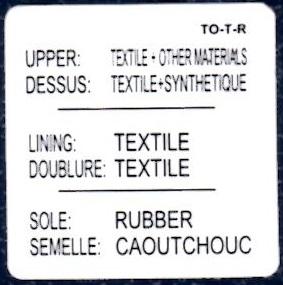 TO-T-R
UPPER: TEXTILE + OTHER MATERIALS
DESSUS: TEXTILE+SYNTHETIQUE
LINING: TEXTILE
DOUBLURE: TEXTILE
SOLE: RUBBER
SEMELLE: CAOUTCHOUC